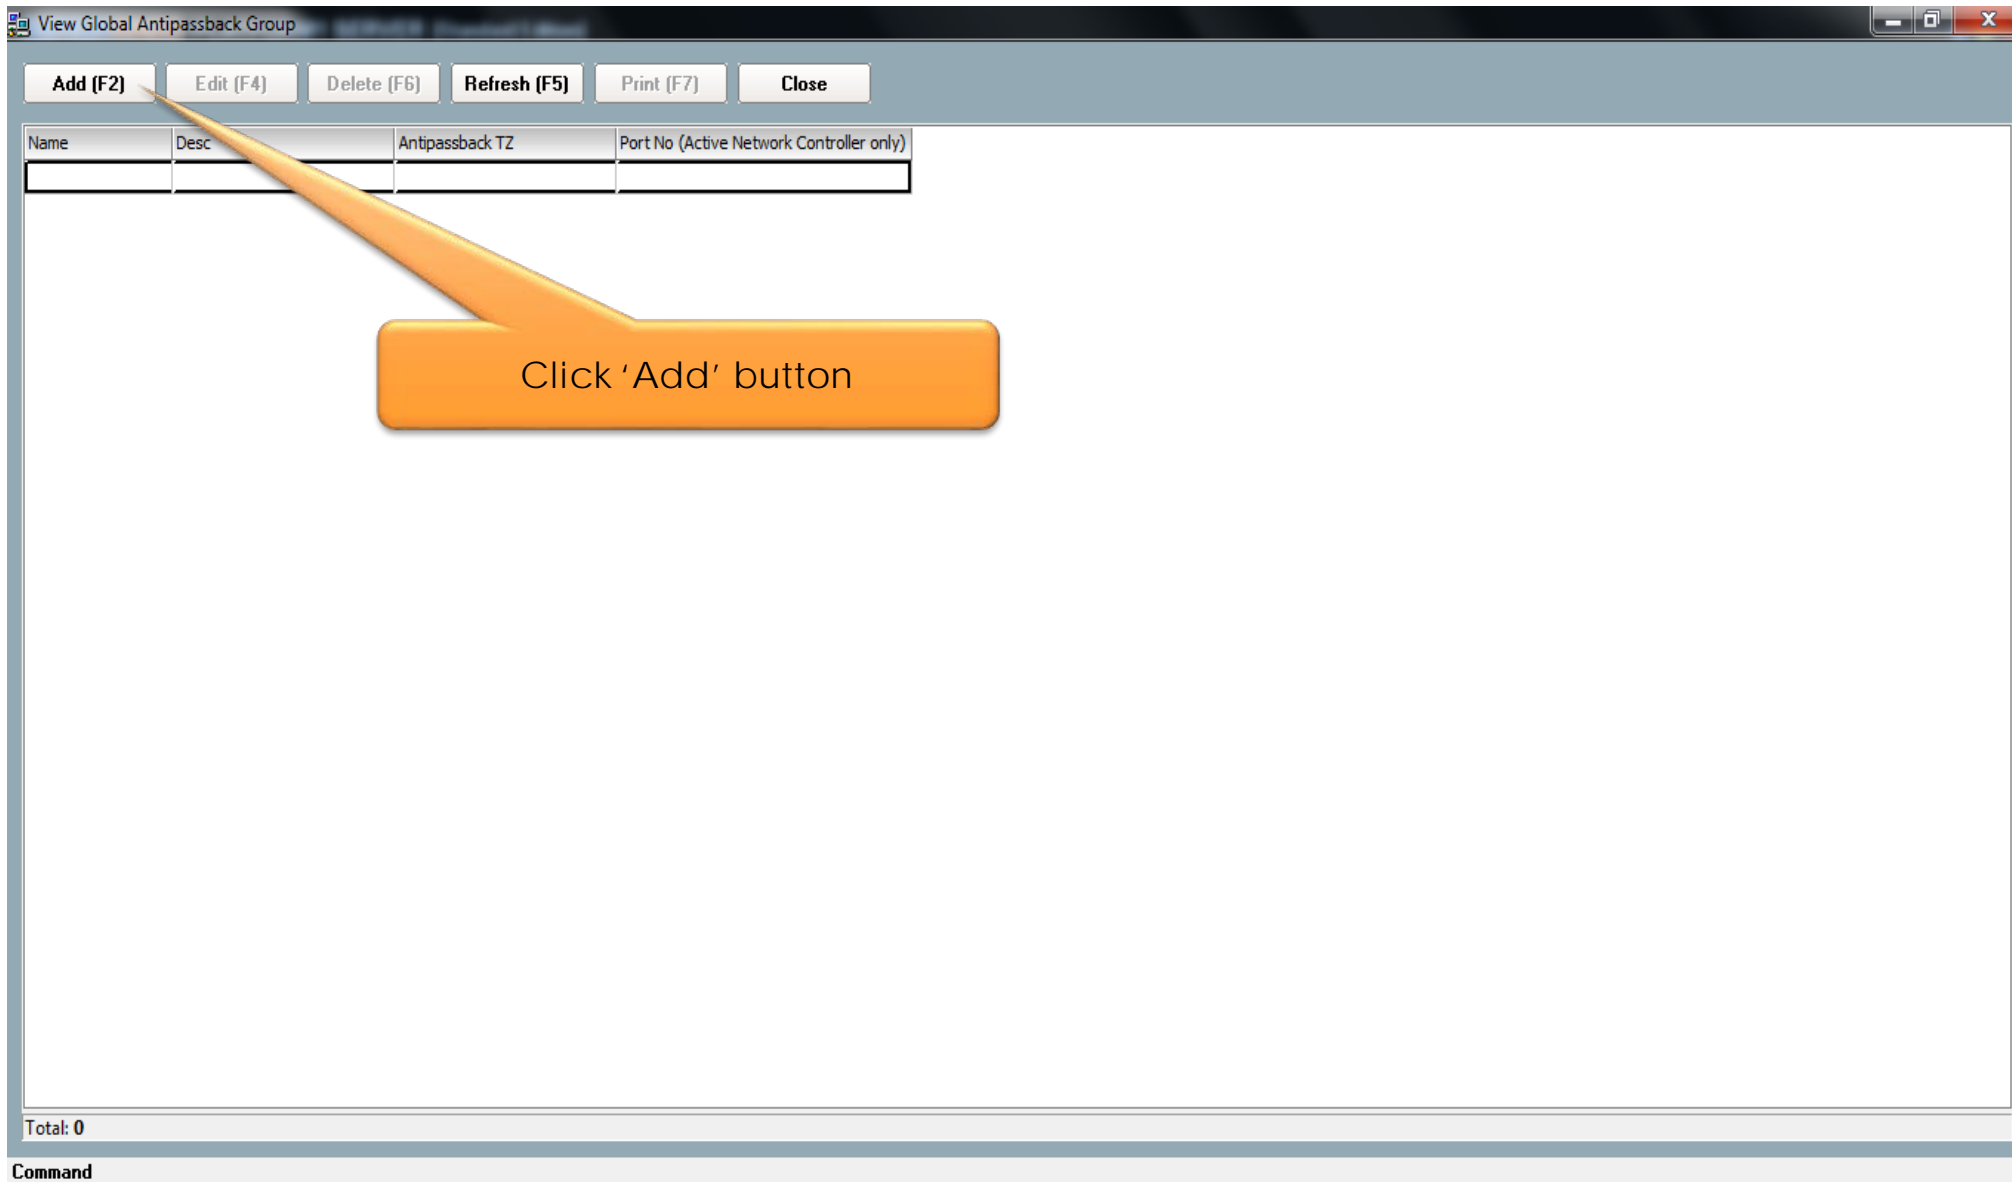 View Global Antipassback Group
Add (F2) Edit (F4) Delete (F6) Refresh (F5) Print (F7) Close
Name Desc Antipassback TZ Port No (Active Network Controller only)
Click ‘Add’ button
Total: 0
Command